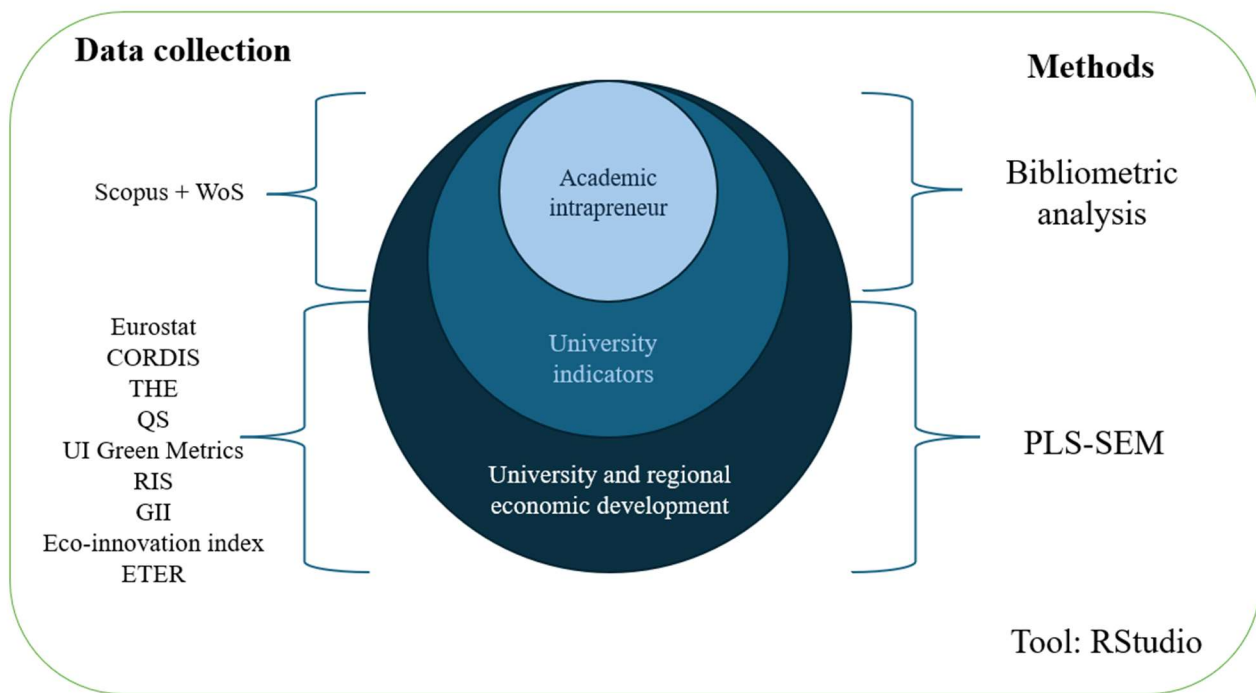 Data collection
Methods
Scopus + WoS
Academic
intrapreneur
Bibliometric
analysis
Eurostat
CORDIS
THE
QS
UI Green Metrics
RIS
GII
Eco-innovation index
ETER
University
indicators
University and regional
economic development
PLS-SEM
Tool: RStudio